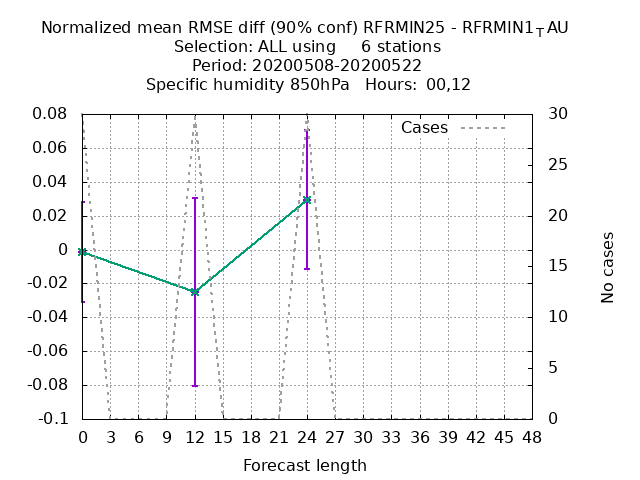 Normalized mean RMSE diff (90% conf) RFRMIN25 - RFRMIN1_TAU
Selection: ALL using 6 stations
Period: 20200508-20200522
Specific humidity 850hPa Hours: 00,12
Cases
0.08
0.06
0.04
0.02
0
-0.02
-0.04
-0.06
-0.08
-0.1
30
25
20
15
10
5
0
No cases
0 3 6 9 12 15 18 21 24 27 30 33 36 39 42 45 48
Forecast length